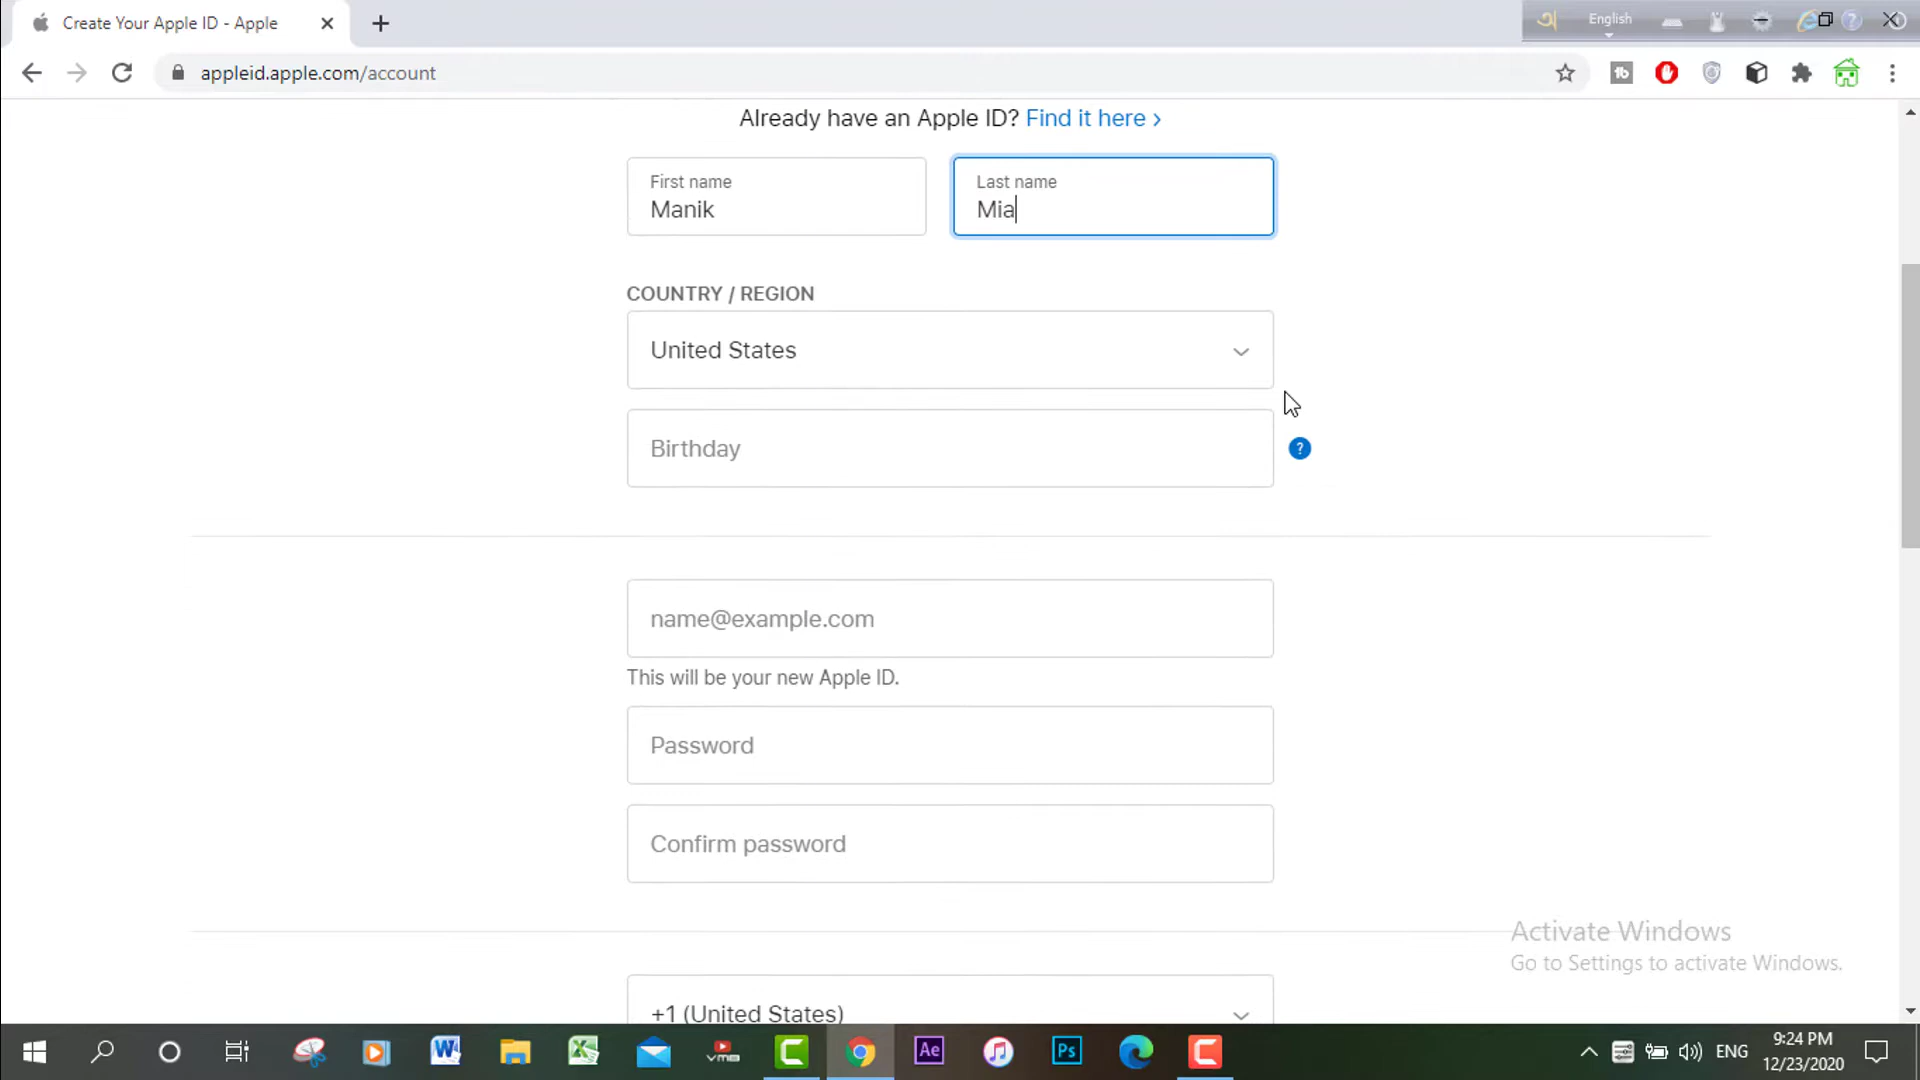 Create Your Apple ID - Apple
English
appleid.apple.com/account
Already have an Apple ID? Find it here ›
First name
Manik
Last name
Mia
COUNTRY / REGION
United States
Birthday
?
name@example.com
This will be your new Apple ID.
Password
Confirm password
Activate Windows
Go to Settings to activate Windows.
+1 (United States)
Ae
Ps
ENG
9:24 PM
12/23/2020